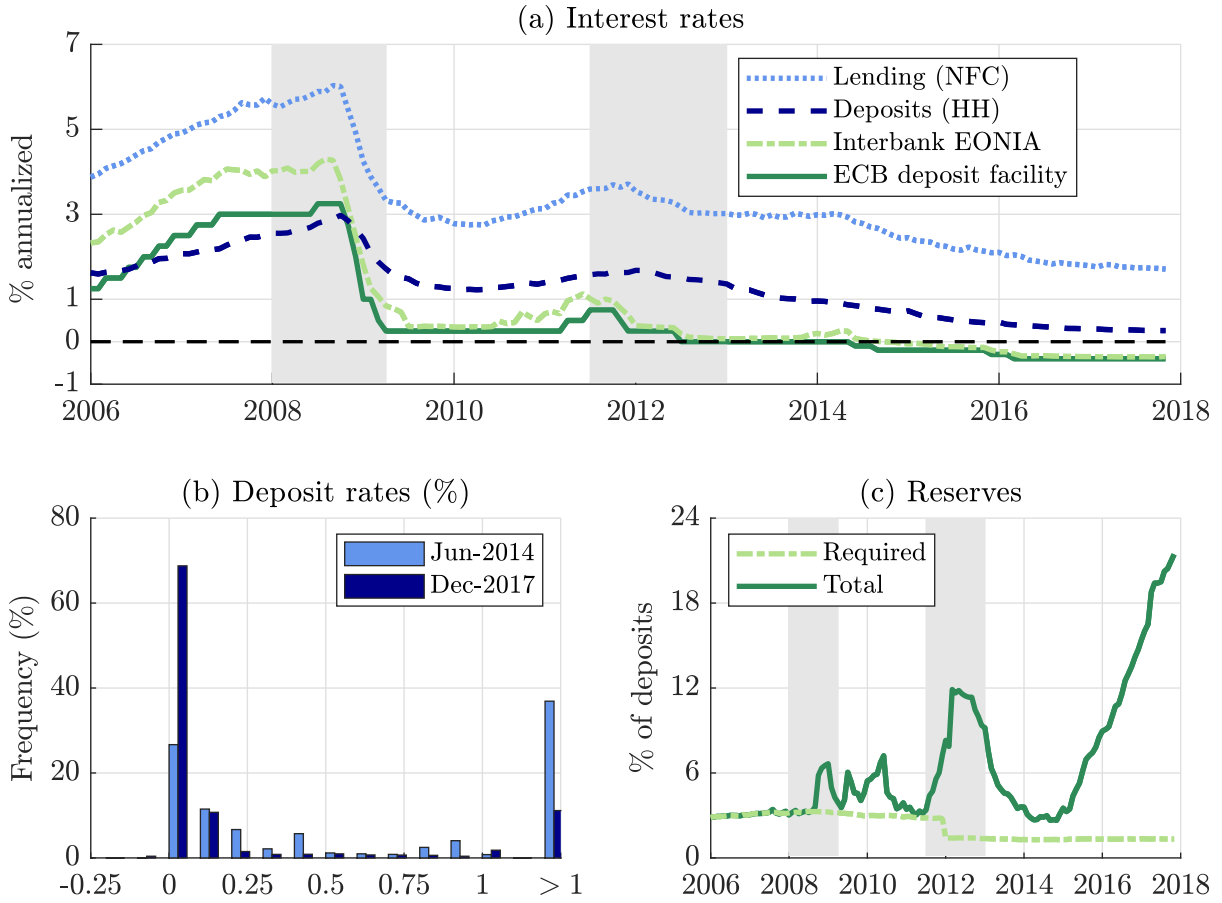 (a) Interest rates
% annualized
7
5
3
1
0
-1
Lending (NFC)
Deposits (HH)
Interbank EONIA
ECB deposit facility
2006 2008 2010 2012 2014 2016 2018
(b) Deposit rates (%)
Frequency (%)
80
60
40
20
0
Jun-2014
Dec-2017
-0.25 0 0.25 0.5 0.75 1 > 1
(c) Reserves
% of deposits
24
18
12
6
0
Required
Total
2006 2008 2010 2012 2014 2016 2018